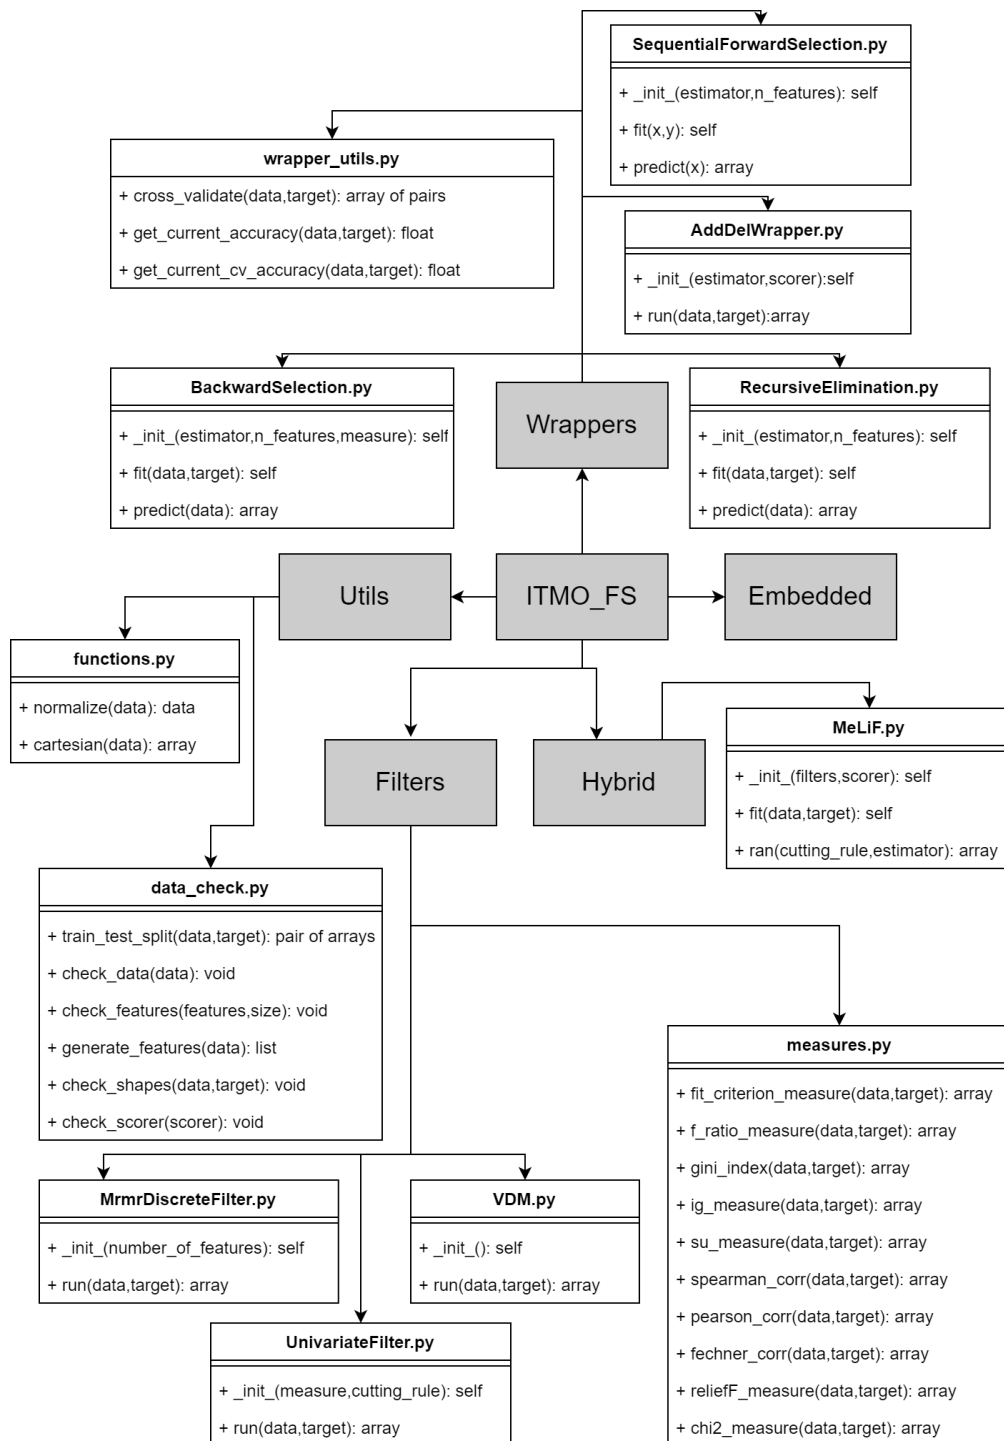 SequentialForwardSelection.py
+ _init_(estimator,n_features): self
+ fit(x,y): self
+ predict(x): array
wrapper_utils.py
+ cross_validate(data,target): array of pairs
+ get_current_accuracy(data,target): float
+ get_current_cv_accuracy(data,target): float
AddDelWrapper.py
+ _init_(estimator,scorer):self
+ run(data,target):array
BackwardSelection.py
+ _init_(estimator,n_features,measure): self
+ fit(data,target): self
+ predict(data): array
Wrappers
RecursiveElimination.py
+ _init_(estimator,n_features): self
+ fit(data,target): self
+ predict(data): array
Utils
ITMO_FS
Embedded
functions.py
+ normalize(data): data
+ cartesian(data): array
Filters
Hybrid
MeLiF.py
+ _init_(filters,scorer): self
+ fit(data,target): self
+ ran(cutting_rule,estimator): array
data_check.py
+ train_test_split(data,target): pair of arrays
+ check_data(data): void
+ check_features(features,size): void
+ generate_features(data): list
+ check_shapes(data,target): void
+ check_scorer(scorer): void
measures.py
+ fit_criterion_measure(data,target): array
+ f_ratio_measure(data,target): array
+ gini_index(data,target): array
+ ig_measure(data,target): array
+ su_measure(data,target): array
+ spearman_corr(data,target): array
+ pearson_corr(data,target): array
+ fechner_corr(data,target): array
+ reliefF_measure(data,target): array
+ chi2_measure(data,target): array
MrmrDiscreteFilter.py
+ _init_(number_of_features): self
+ run(data,target): array
VDM.py
+ _init_(): self
+ run(data,target): array
UnivariateFilter.py
+ _init_(measure,cutting_rule): self
+ run(data,target): array